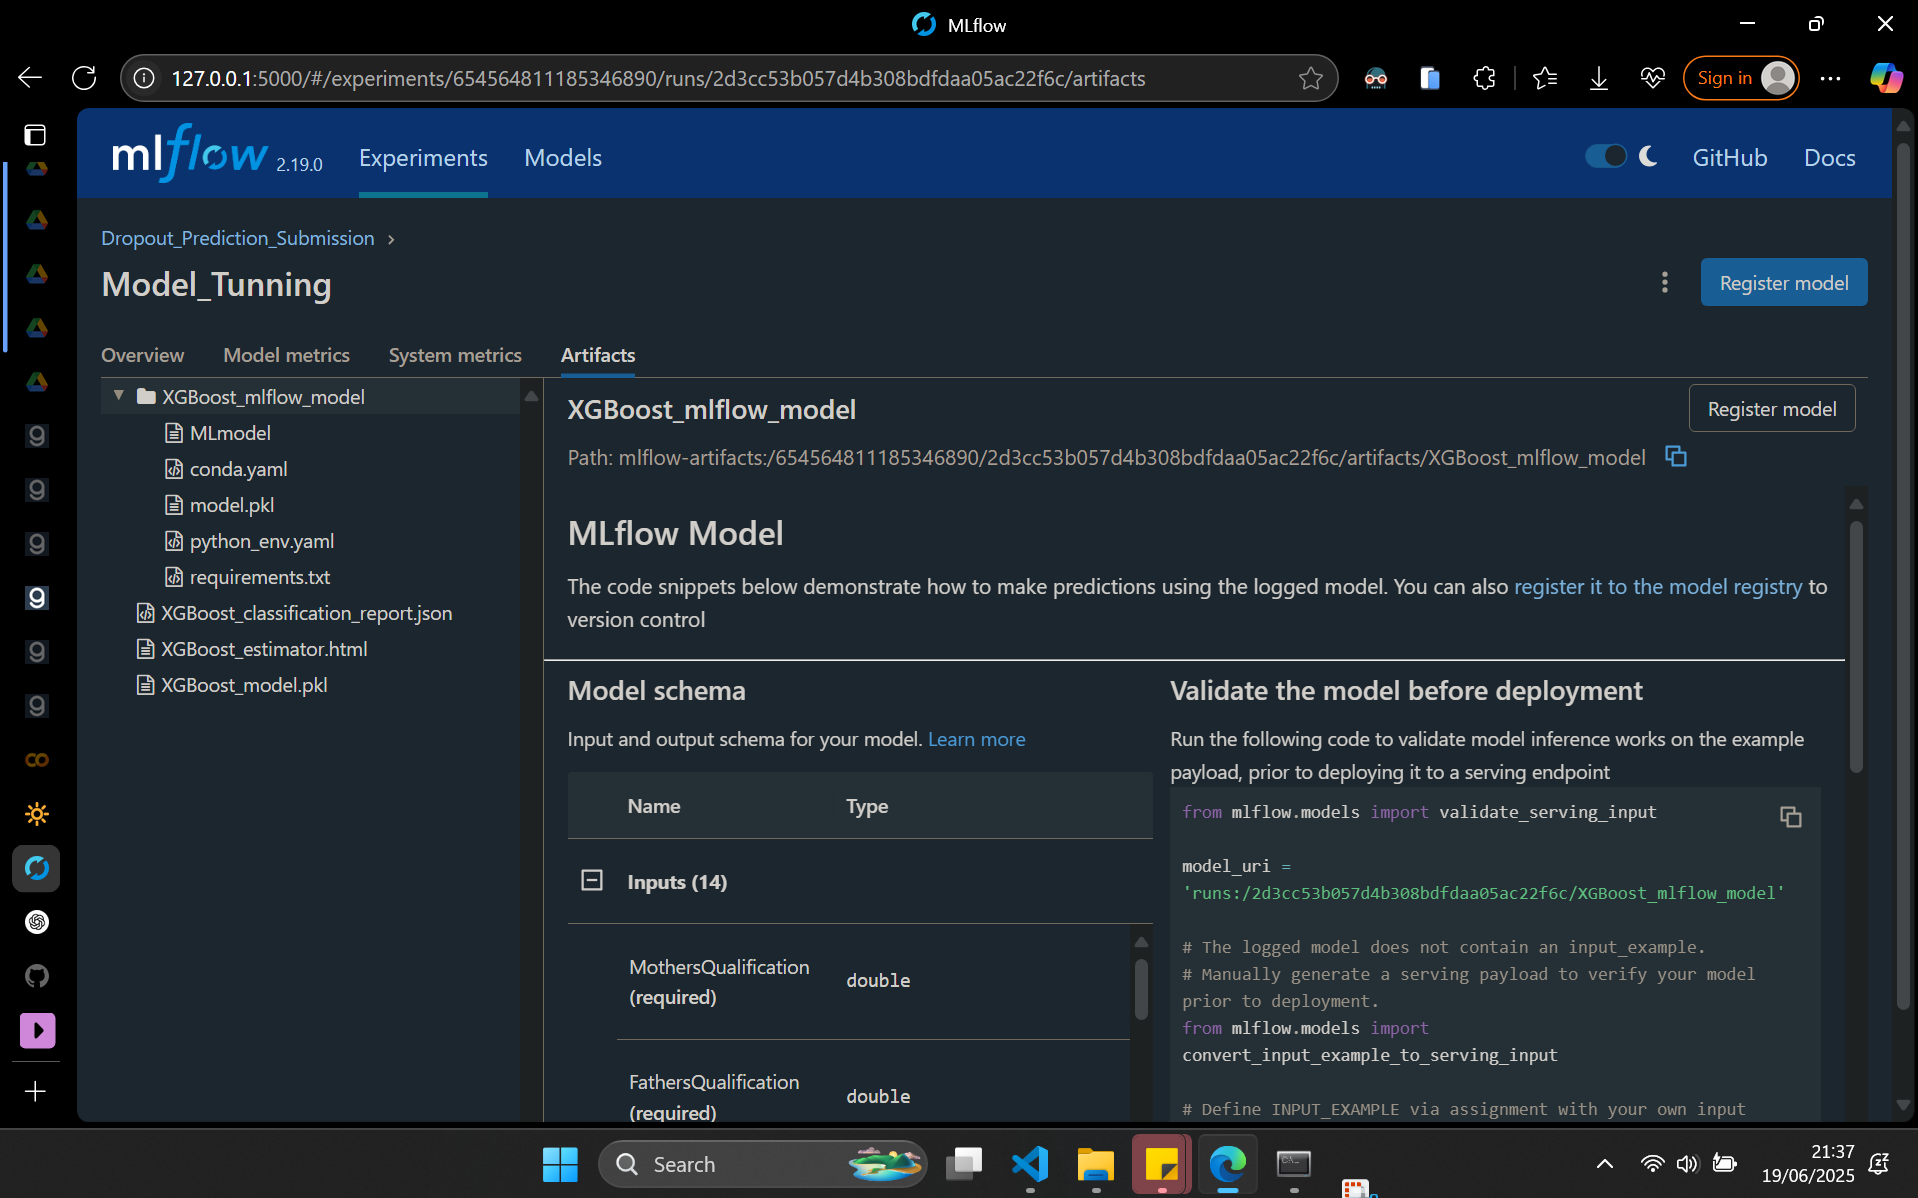 MLflow
127.0.0.1:5000/#/experiments/654564811185346890/runs/2d3cc53b057d4b308bdfdaa05ac22f6c/artifacts
Sign in
mlflow 2.19.0
Experiments
Models
GitHub
Docs
Dropout_Prediction_Submission
Model_Tunning
Register model
Overview
Model metrics
System metrics
Artifacts
XGBoost_mlflow_model
MLmodel
conda.yaml
model.pkl
python_env.yaml
requirements.txt
XGBoost_classification_report.json
XGBoost_estimator.html
XGBoost_model.pkl
XGBoost_mlflow_model
Register model
Path: mlflow-artifacts:/654564811185346890/2d3cc53b057d4b308bdfdaa05ac22f6c/artifacts/XGBoost_mlflow_model
MLflow Model
The code snippets below demonstrate how to make predictions using the logged model. You can also register it to the model registry to
version control
Model schema
Input and output schema for your model. Learn more
Name Type
Inputs (14)
MothersQualification
(required)
double
FathersQualification
(required)
double
Validate the model before deployment
Run the following code to validate model inference works on the example
payload, prior to deploying it to a serving endpoint
from mlflow.models import validate_serving_input
model_uri =
'runs:/2d3cc53b057d4b308bdfdaa05ac22f6c/XGBoost_mlflow_model'
# The logged model does not contain an input_example.
# Manually generate a serving payload to verify your model
prior to deployment.
from mlflow.models import
convert_input_example_to_serving_input
# Define INPUT_EXAMPLE via assignment with your own input
Search
21:37
19/06/2025